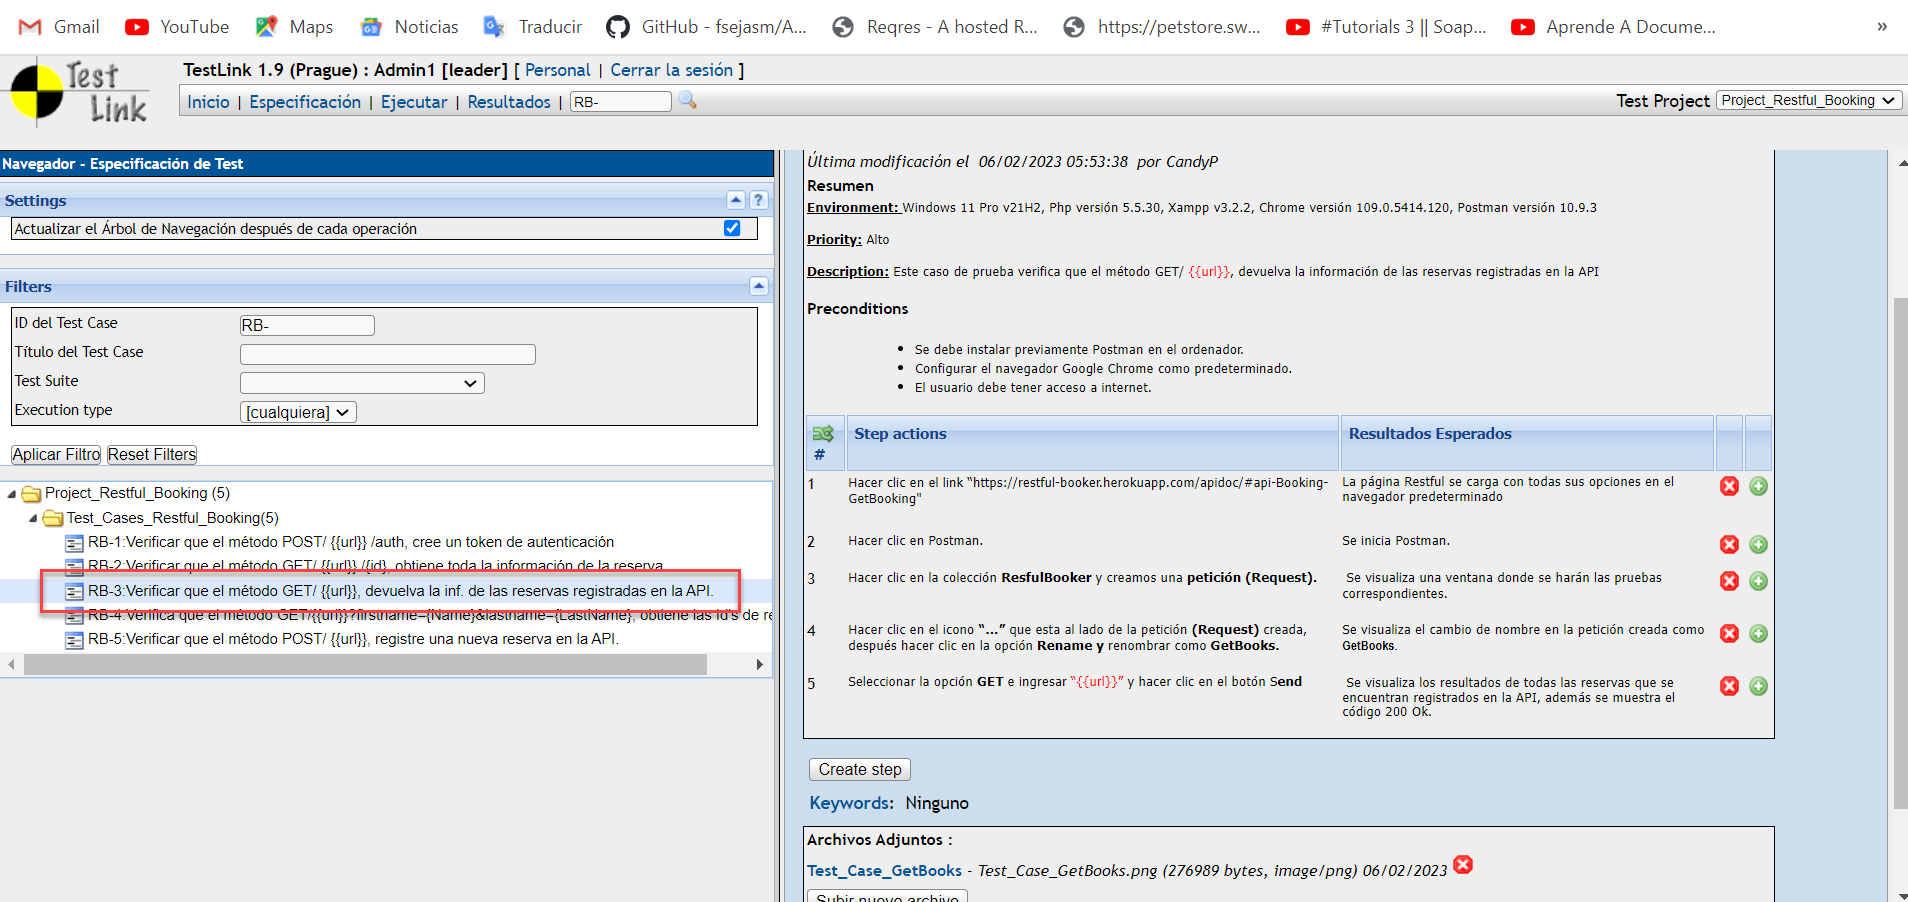 Gmail YouTube Maps Noticias Traducir GitHub - fsejasm/A... Reqres - A hosted R... https://petstore.sw... #Tutorials 3 || Soap... Aprende A Docume... »
Test Link
TestLink 1.9 (Prague) : Admin1 [leader] [ Personal | Cerrar la sesión ]
Inicio | Especificación | Ejecutar | Resultados | RB-
Test Project Project_Restful_Booking
Navegador - Especificación de Test
Settings
?
Actualizar el Árbol de Navegación después de cada operación
Filters
ID del Test Case RB-
Título del Test Case
Test Suite
Execution type [cualquiera]
Aplicar Filtro Reset Filters
Project_Restful_Booking (5)
Test_Cases_Restful_Booking(5)
RB-1:Verificar que el método POST/ {{url}} /auth, cree un token de autenticación
RB-2:Verificar que el método GET/ {{url}} /{id}, obtiene toda la información de la reserva
RB-3:Verificar que el método GET/ {{url}}, devuelva la inf. de las reservas registradas en la API.
RB-4:Verificar que el método GET/{{url}}?firstname={Name}&lastname={LastName}, obtiene las id's de re
RB-5:Verificar que el método POST/ {{url}}, registre una nueva reserva en la API.
Última modificación el 06/02/2023 05:53:38 por CandyP
Resumen
Environment: Windows 11 Pro v21H2, Php versión 5.5.30, Xampp v3.2.2, Chrome versión 109.0.5414.120, Postman versión 10.9.3
Priority: Alto
Description: Este caso de prueba verifica que el método GET/ {{url}}, devuelva la información de las reservas registradas en la API
Preconditions
• Se debe instalar previamente Postman en el ordenador.
• Configurar el navegador Google Chrome como predeterminado.
• El usuario debe tener acceso a internet.
# Step actions Resultados Esperados
1 Hacer clic en el link “https://restful-booker.herokuapp.com/apidoc/#api-Booking-
GetBooking"
La página Restful se carga con todas sus opciones en el
navegador predeterminado
2 Hacer clic en Postman. Se inicia Postman.
3 Hacer clic en la colección ResfulBooker y creamos una petición (Request).
Se visualiza una ventana donde se harán las pruebas
correspondientes.
4 Hacer clic en el icono “...” que esta al lado de la petición (Request) creada,
después hacer clic en la opción Rename y renombrar como GetBooks.
Se visualiza el cambio de nombre en la petición creada como
GetBooks.
5 Seleccionar la opción GET e ingresar “{{url}}” y hacer clic en el botón Send
Se visualiza los resultados de todas las reservas que se
encuentran registrados en la API, además se muestra el
código 200 Ok.
Create step
Keywords: Ninguno
Archivos Adjuntos :
Test_Case_GetBooks - Test_Case_GetBooks.png (276989 bytes, image/png) 06/02/2023
Subir nuevo archivo